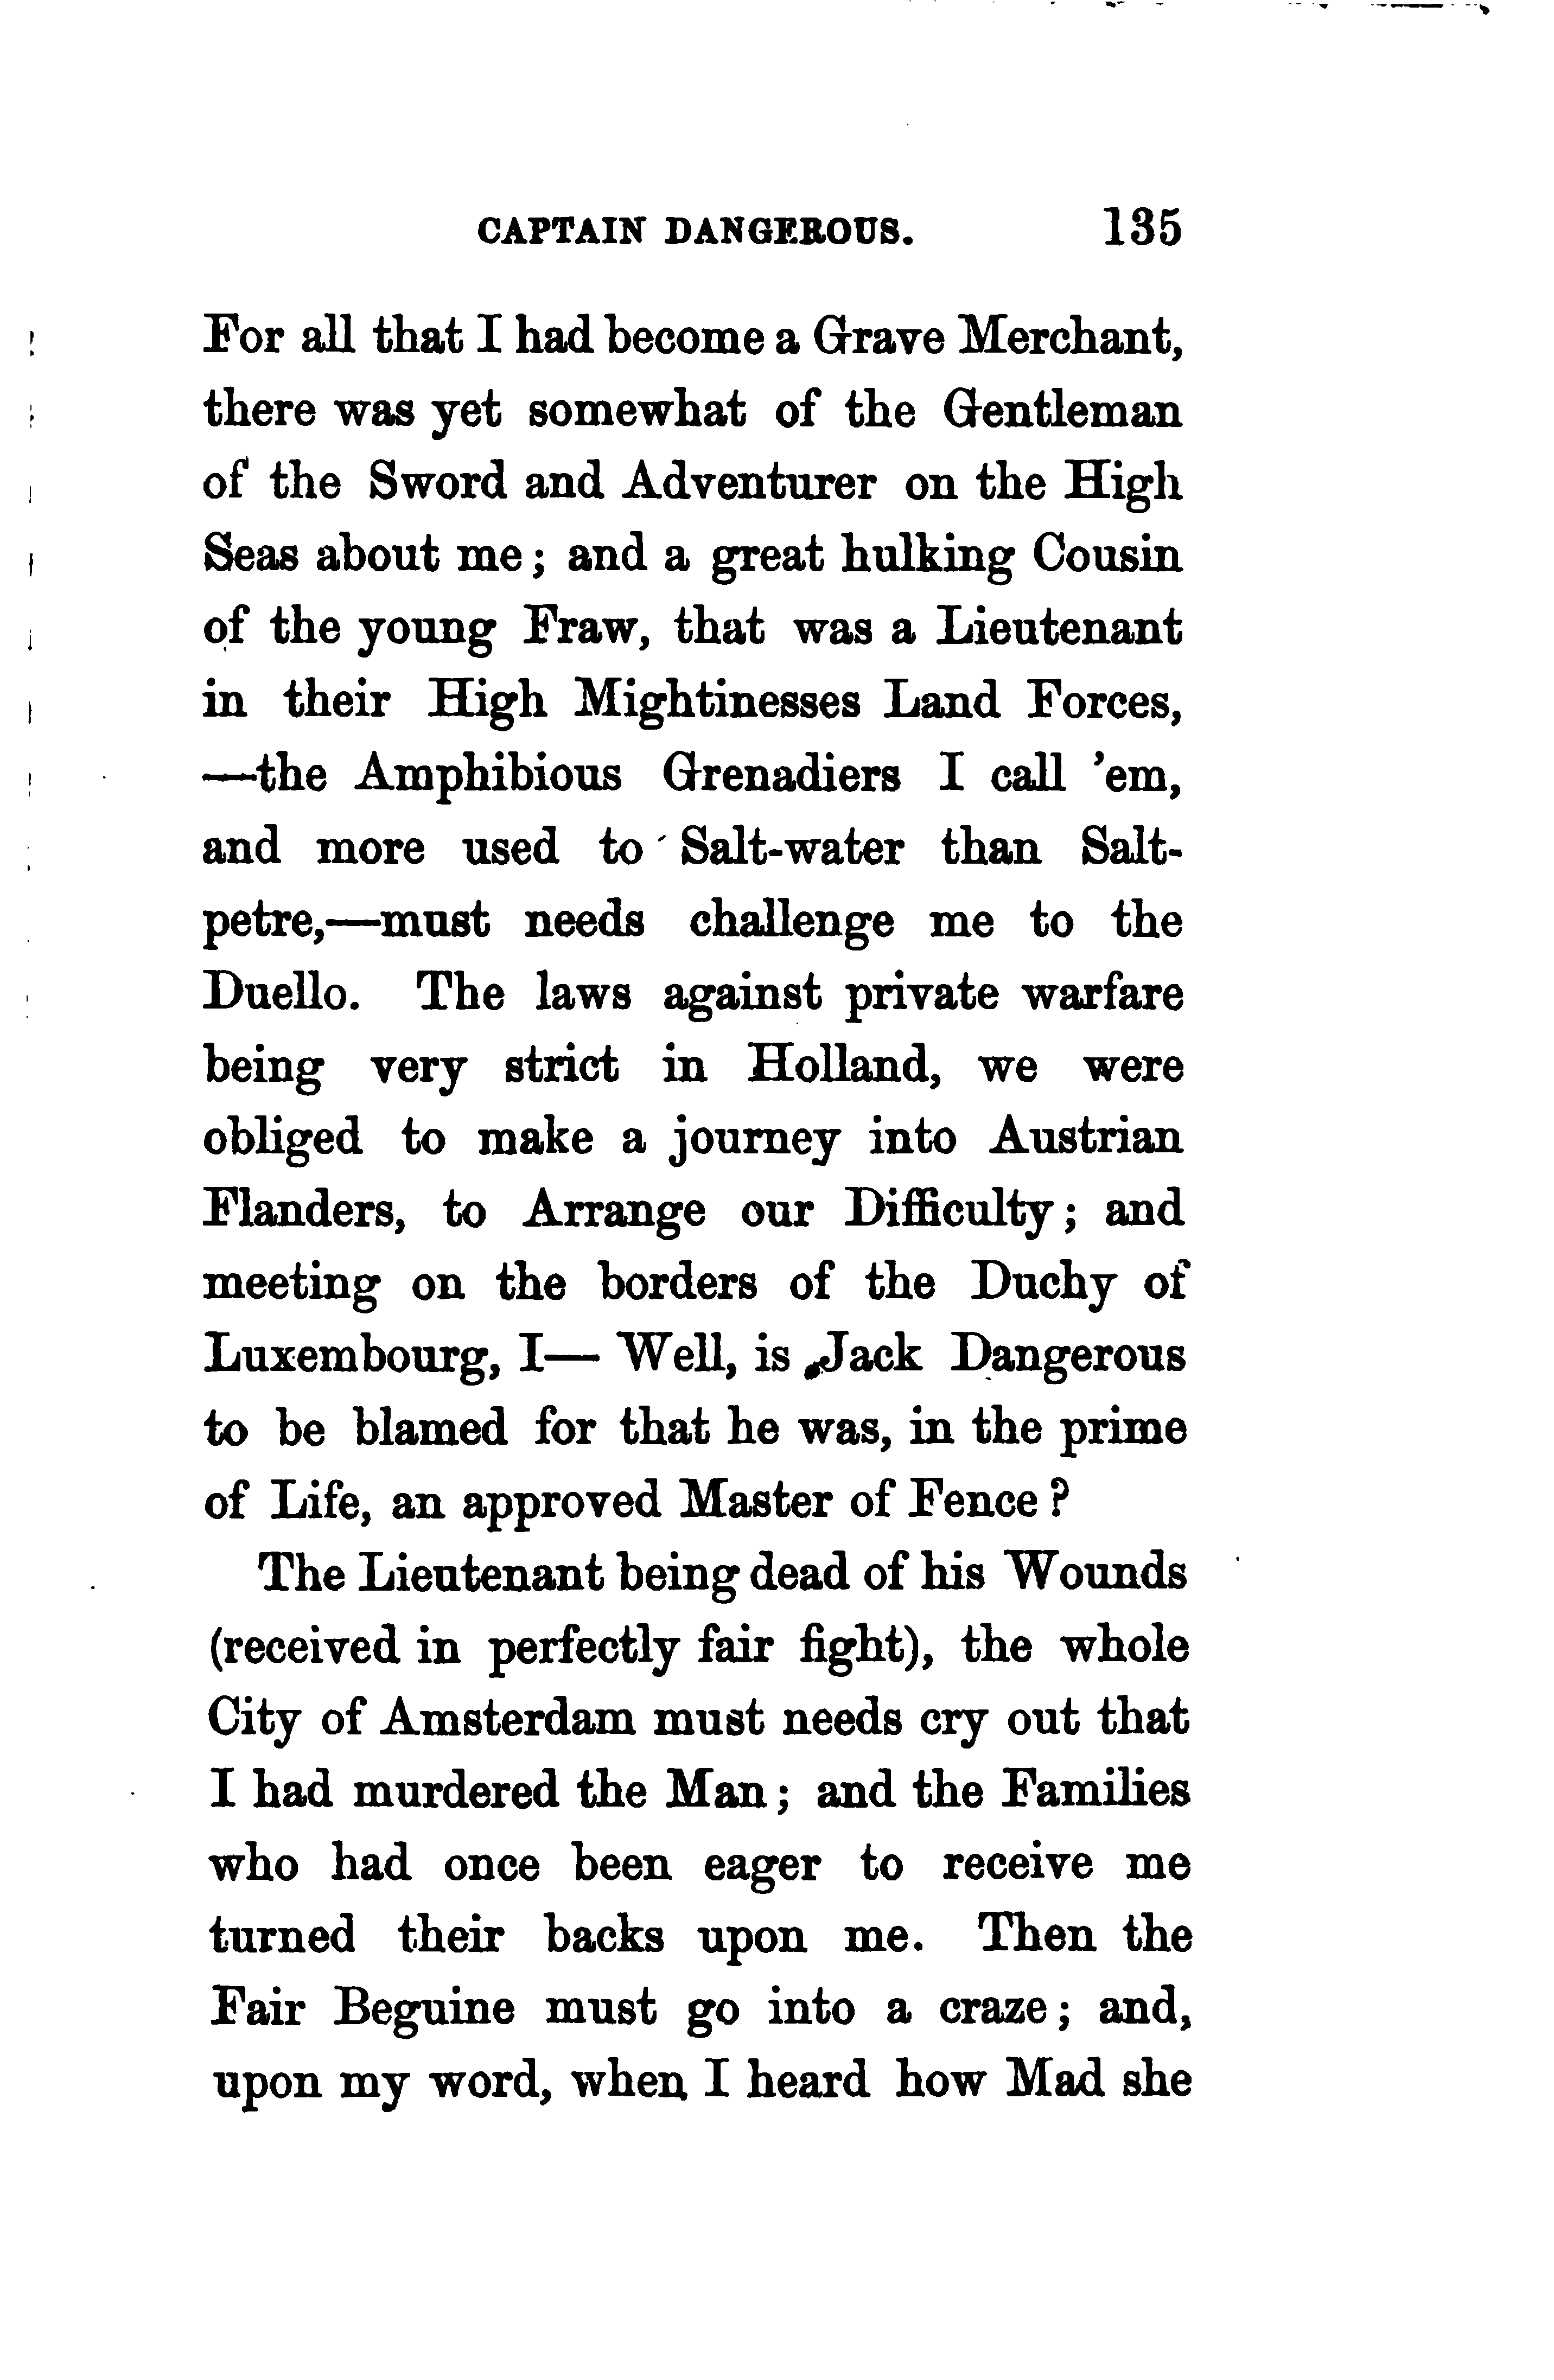 CAPTAIN DANGEROUS. 135
For all that I had become a Grave Merchant,
there was yet somewhat of the Gentleman
of the Sword and Adventurer on the High
Seas about me; and a great hulking Cousin
of the young Fraw, that was a Lieutenant
in their High Mightinesses Land Forces,
—the Amphibious Grenadiers I call 'em,
and more used to Salt-water than Salt-
petre,—must needs challenge me to the
Duello. The laws against private warfare
being very strict in Holland, we were
obliged to make a journey into Austrian
Flanders, to Arrange our Difficulty; and
meeting on the borders of the Duchy of
Luxembourg, I— Well, is Jack Dangerous
to be blamed for that he was, in the prime
of Life, an approved Master of Fence?
The Lieutenant being dead of his Wounds
(received in perfectly fair fight), the whole
City of Amsterdam must needs cry out that
I had murdered the Man; and the Families
who had once been eager to receive me
turned their backs upon me. Then the
Fair Beguine must go into a craze; and,
upon my word, when I heard how Mad she